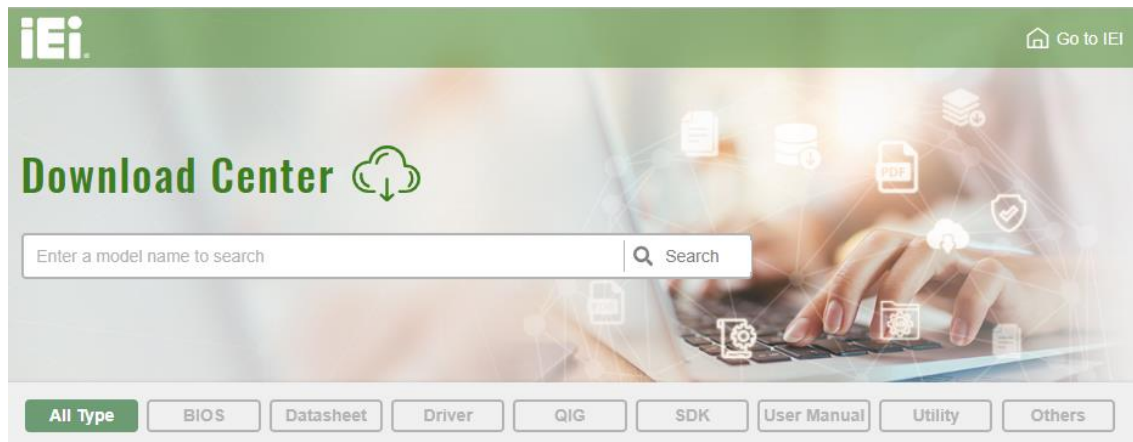 iEi.
Go to IEI
Download Center
Enter a model name to search
Search
PDF
PDF
All Type BIOS Datasheet Driver QIG SDK User Manual Utility Others